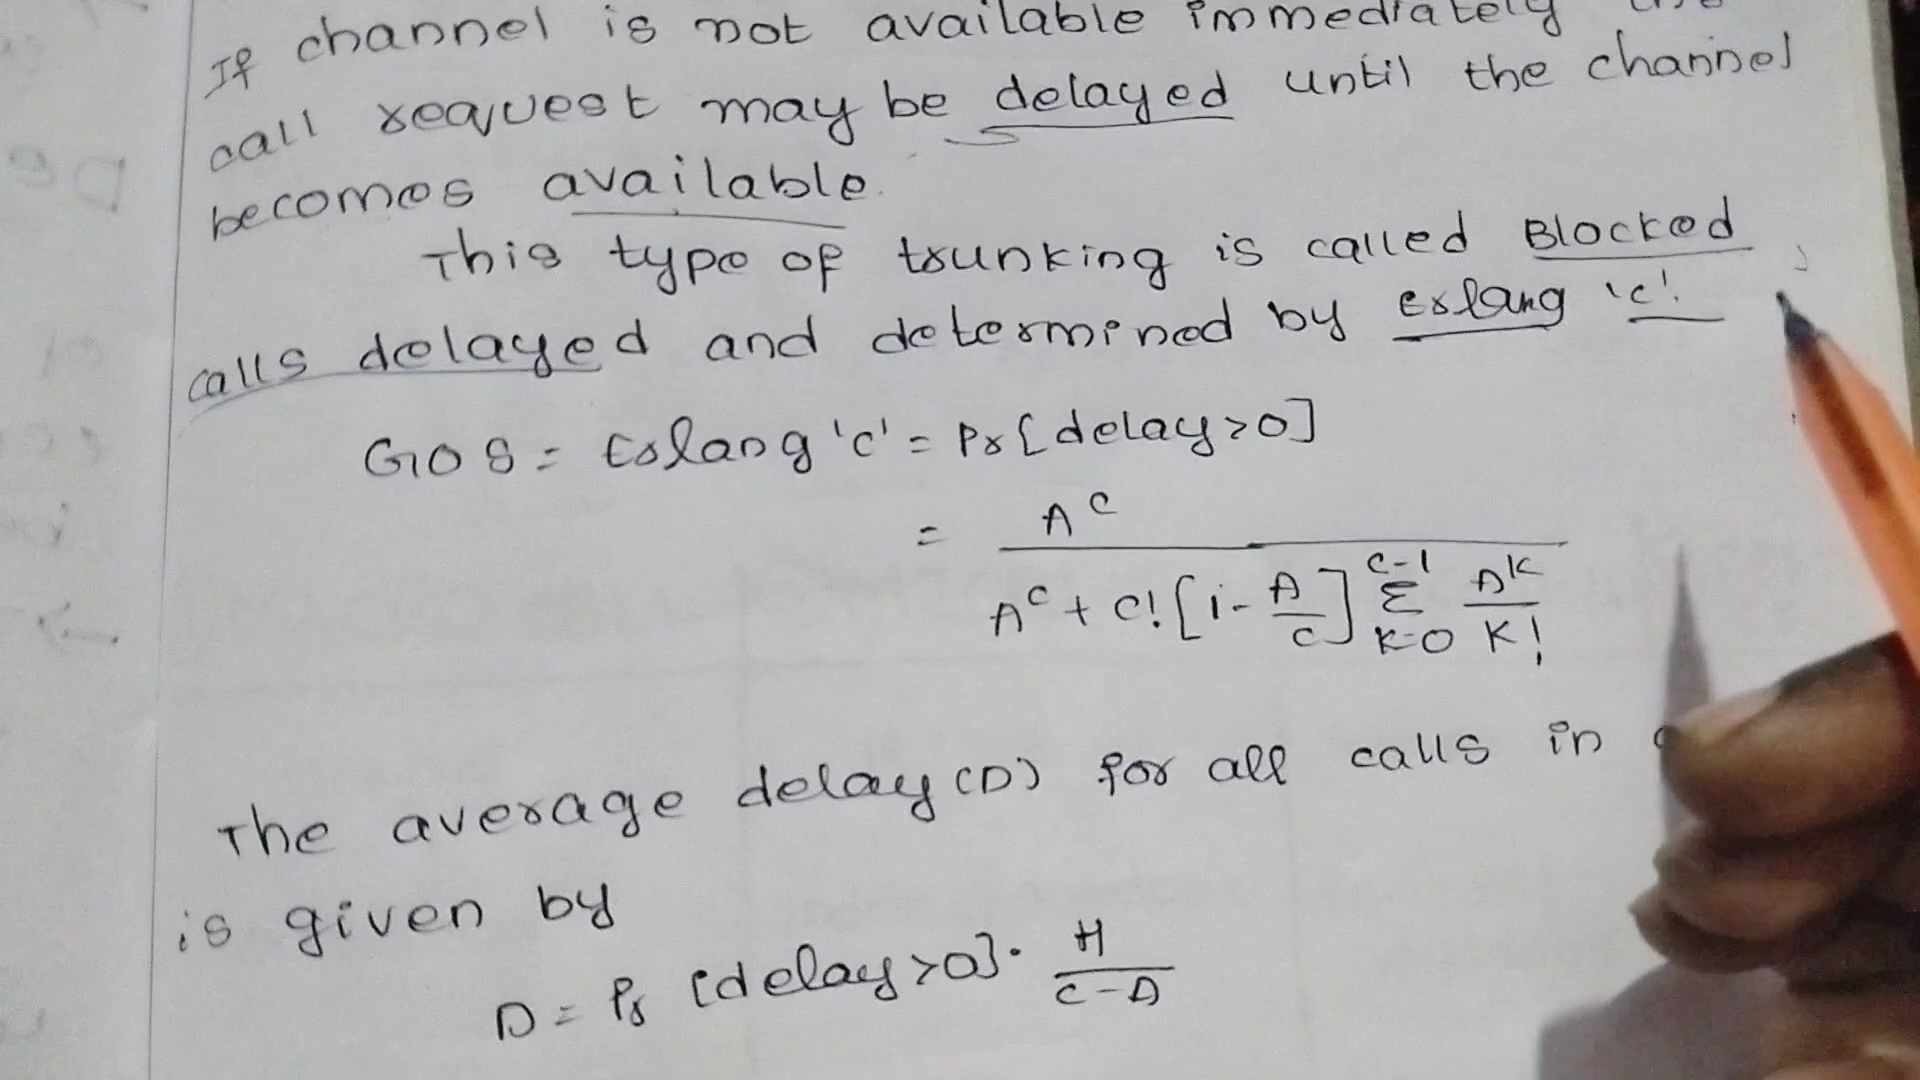 If channel is not available immediately the
call request may be delayed until the channel
becomes available.
This type of trunking is called Blocked
calls delayed and determined by erlang 'c'.
GOS = Erlang 'c' = Pr[delay>0]
= A^C / (A^C + C! [1 - A/C] Σ_{K=0}^{C-1} A^K / K!)
The average delay (D) for all calls in
is given by
D = Pr [delay>0] . H / (C - A)